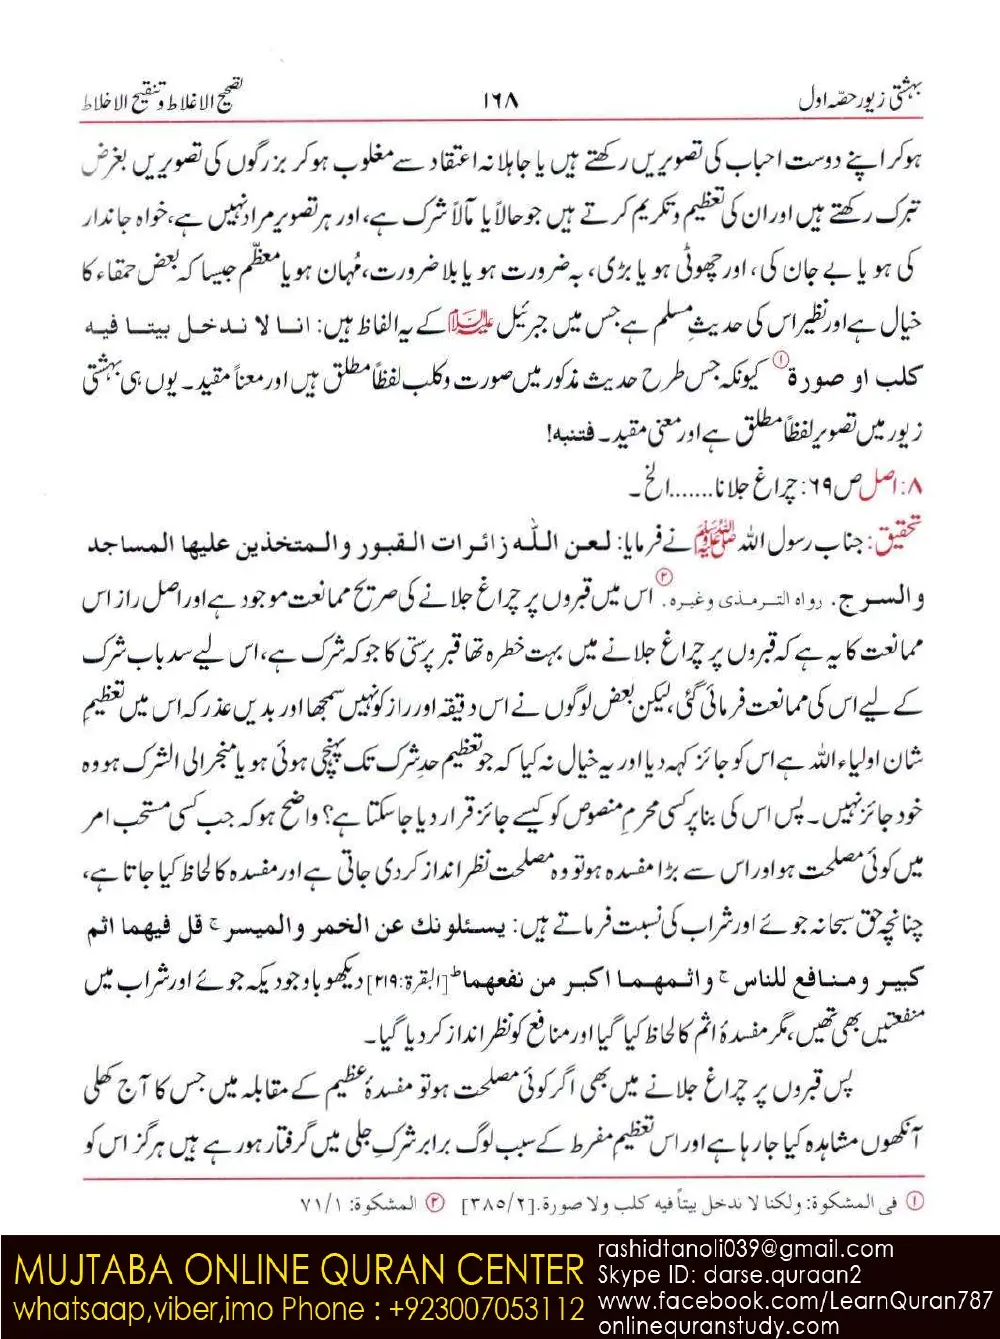 بہشتی زیور حصّہ اول ۱۶۸ تصحیح الاغلاط و تنقیح الاخلاط
ہوکر اپنے دوست احباب کی تصویریں رکھتے ہیں یا جاہلانہ اعتقاد سے مغلوب ہوکر بزرگوں کی تصویریں بغرض
تبرک رکھتے ہیں اور ان کی تعظیم و تکریم کرتے ہیں جو حالاً یا مآلاً شرک ہے، اور ہر تصویر مراد نہیں ہے، خواہ جاندار
کی ہو یا بے جان کی، اور چھوٹی ہو یا بڑی، بہ ضرورت ہو یا بلا ضرورت، مُہان ہو یا معظّم جیسا کہ بعض حمقاء کا
خیال ہے اور نظیر اس کی حدیثِ مسلم ہے جس میں جبرئیل علیہ السلام کے یہ الفاظ ہیں: انا لا ندخل بیتا فیه
کلب او صورة ① کیونکہ جس طرح حدیث مذکور میں صورت و کلب لفظاً مطلق ہیں اور معناً مقید۔ یوں ہی بہشتی
زیور میں تصویر لفظاً مطلق ہے اور معنی مقید۔ فتنبه!
۸: اصل ص ۶۹: چراغ جلانا.......الخ۔
تحقیق: جناب رسول اللہ ﷺ نے فرمایا: لعن اللّٰه زائرات القبور والمتخذین علیها المساجد
والسرج. رواه الترمذی وغیره. ② اس میں قبروں پر چراغ جلانے کی صریح ممانعت موجود ہے اور اصل راز اس
ممانعت کا یہ ہے کہ قبروں پر چراغ جلانے میں بہت خطرہ تھا قبر پرستی کا جو کہ شرک ہے، اس لیے سد باب شرک
کے لیے اس کی ممانعت فرمائی گئی، لیکن بعض لوگوں نے اس دقیقہ اور راز کو نہیں سمجھا اور بدیں عذر کہ اس میں تعظیمِ
شان اولیاء اللہ ہے اس کو جائز کہہ دیا اور یہ خیال نہ کیا کہ جو تعظیم حدِ شرک تک پہنچی ہوئی ہو یا منجر الی الشرک ہو وہ
خود جائز نہیں۔ پس اس کی بنا پر کسی محرمِ منصوص کو کیسے جائز قرار دیا جاسکتا ہے؟ واضح ہو کہ جب کسی مستحب امر
میں کوئی مصلحت ہو اور اس سے بڑا مفسدہ ہو تو وہ مصلحت نظر انداز کردی جاتی ہے اور مفسدہ کا لحاظ کیا جاتا ہے،
چنانچہ حق سبحانہ جوئے اور شراب کی نسبت فرماتے ہیں: یسئلونك عن الخمر والمیسر ج قل فیهما اثم
کبیر ومنافع للناس ج واثمهما اکبر من نفعهما ط [البقرة:۲۱۹] دیکھو باوجودیکہ جوئے اور شراب میں
منفعتیں بھی تھیں، مگر مفسدۂ اثم کا لحاظ کیا گیا اور منافع کو نظر انداز کردیا گیا۔
پس قبروں پر چراغ جلانے میں بھی اگر کوئی مصلحت ہو تو مفسدۂ عظیم کے مقابلہ میں جس کا آج کھلی
آنکھوں مشاہدہ کیا جارہا ہے اور اس تعظیمِ مفرط کے سبب لوگ برابر شرکِ جلی میں گرفتار ہورہے ہیں ہرگز اس کو
① فی المشکوة: ولکنا لا ندخل بیتاً فیه کلب ولا صورة. [۳۸۵/۲] ② المشکوة: ۷۱/۱
MUJTABA ONLINE QURAN CENTER
whatsaap,viber,imo Phone : +923007053112
rashidtanoli039@gmail.com
Skype ID: darse.quraan2
www.facebook.com/LearnQuran787
onlinequranstudy.com